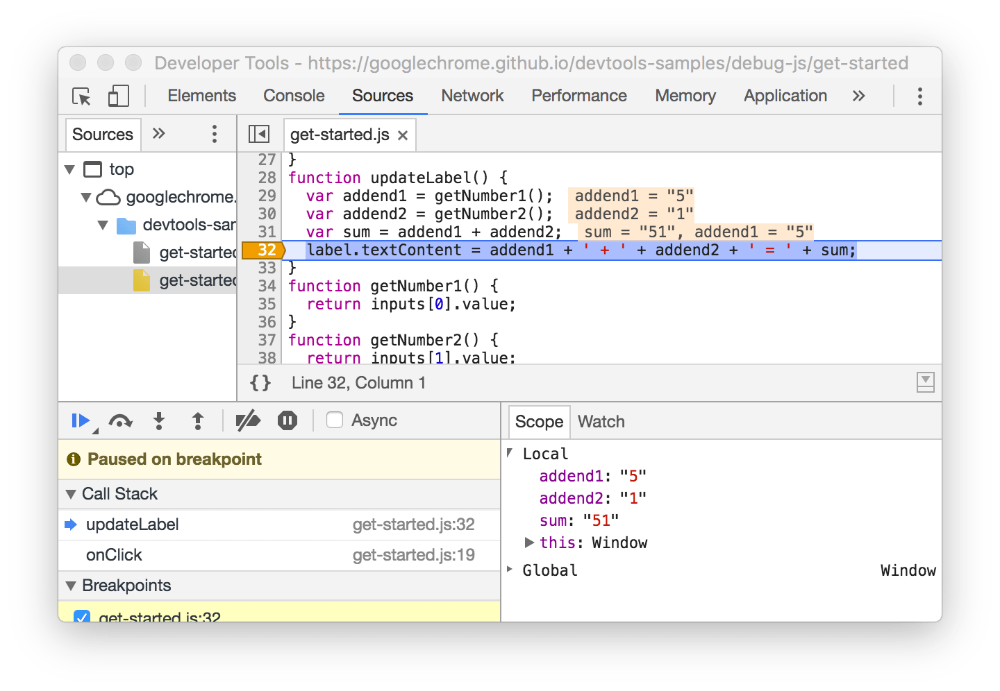 Developer Tools - https://googlechrome.github.io/devtools-samples/debug-js/get-started
Elements Console Sources Network Performance Memory Application »
Sources »
get-started.js ×
top
googlechrome.
devtools-sar
get-started
get-started
27 }
28 function updateLabel() {
29 var addend1 = getNumber1(); addend1 = "5"
30 var addend2 = getNumber2(); addend2 = "1"
31 var sum = addend1 + addend2; sum = "51", addend1 = "5"
32 label.textContent = addend1 + ' + ' + addend2 + ' = ' + sum;
33 }
34 function getNumber1() {
35 return inputs[0].value;
36 }
37 function getNumber2() {
38 return inputs[1].value;
{} Line 32, Column 1
Async
Paused on breakpoint
Call Stack
updateLabel get-started.js:32
onClick get-started.js:19
Breakpoints
get-started.js:32
Scope Watch
Local
addend1: "5"
addend2: "1"
sum: "51"
this: Window
Global Window